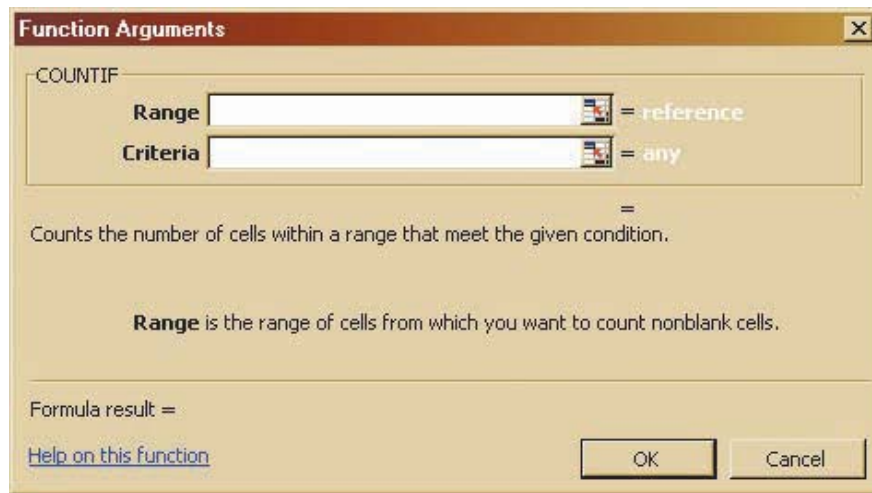 Function Arguments
COUNTIF
Range = reference
Criteria = any
=
Counts the number of cells within a range that meet the given condition.
Range is the range of cells from which you want to count nonblank cells.
Formula result =
Help on this function
OK Cancel